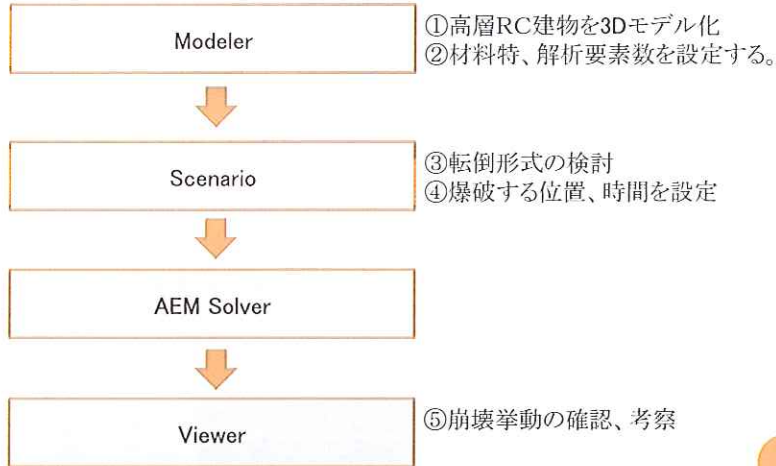 Modeler
①高層RC建物を3Dモデル化
②材料特、解析要素数を設定する。
Scenario
③転倒形式の検討
④爆破する位置、時間を設定
AEM Solver
Viewer
⑤崩壊挙動の確認、考察